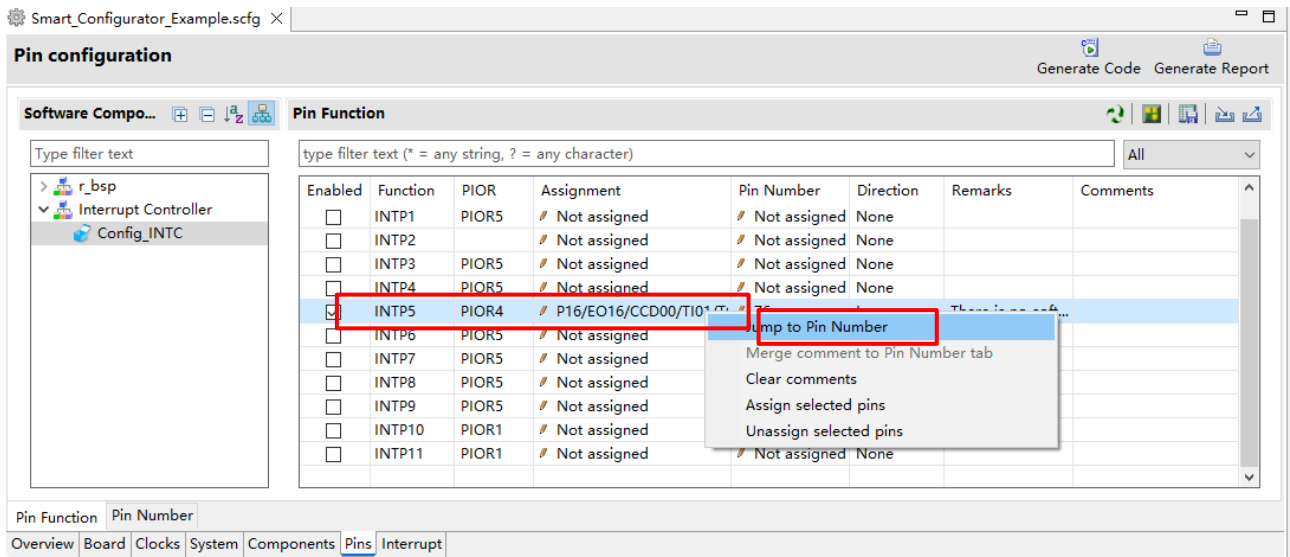 Smart_Configurator_Example.scfg
Pin configuration
Generate Code Generate Report
Software Compo...
Pin Function
Type filter text
type filter text (* = any string, ? = any character)
All
r_bsp
Interrupt Controller
Config_INTC
Enabled Function PIOR Assignment Pin Number Direction Remarks Comments
INTP1 PIOR5 Not assigned Not assigned None
INTP2 Not assigned Not assigned None
INTP3 PIOR5 Not assigned Not assigned None
INTP4 PIOR5 Not assigned Not assigned None
INTP5 PIOR4 P16/EO16/CCD00/TI01/
INTP6 PIOR5 Not assigned
INTP7 PIOR5 Not assigned
INTP8 PIOR5 Not assigned
INTP9 PIOR5 Not assigned
INTP10 PIOR1 Not assigned
INTP11 PIOR1 Not assigned Not assigned None
Jump to Pin Number
Merge comment to Pin Number tab
Clear comments
Assign selected pins
Unassign selected pins
Pin Function Pin Number
Overview Board Clocks System Components Pins Interrupt